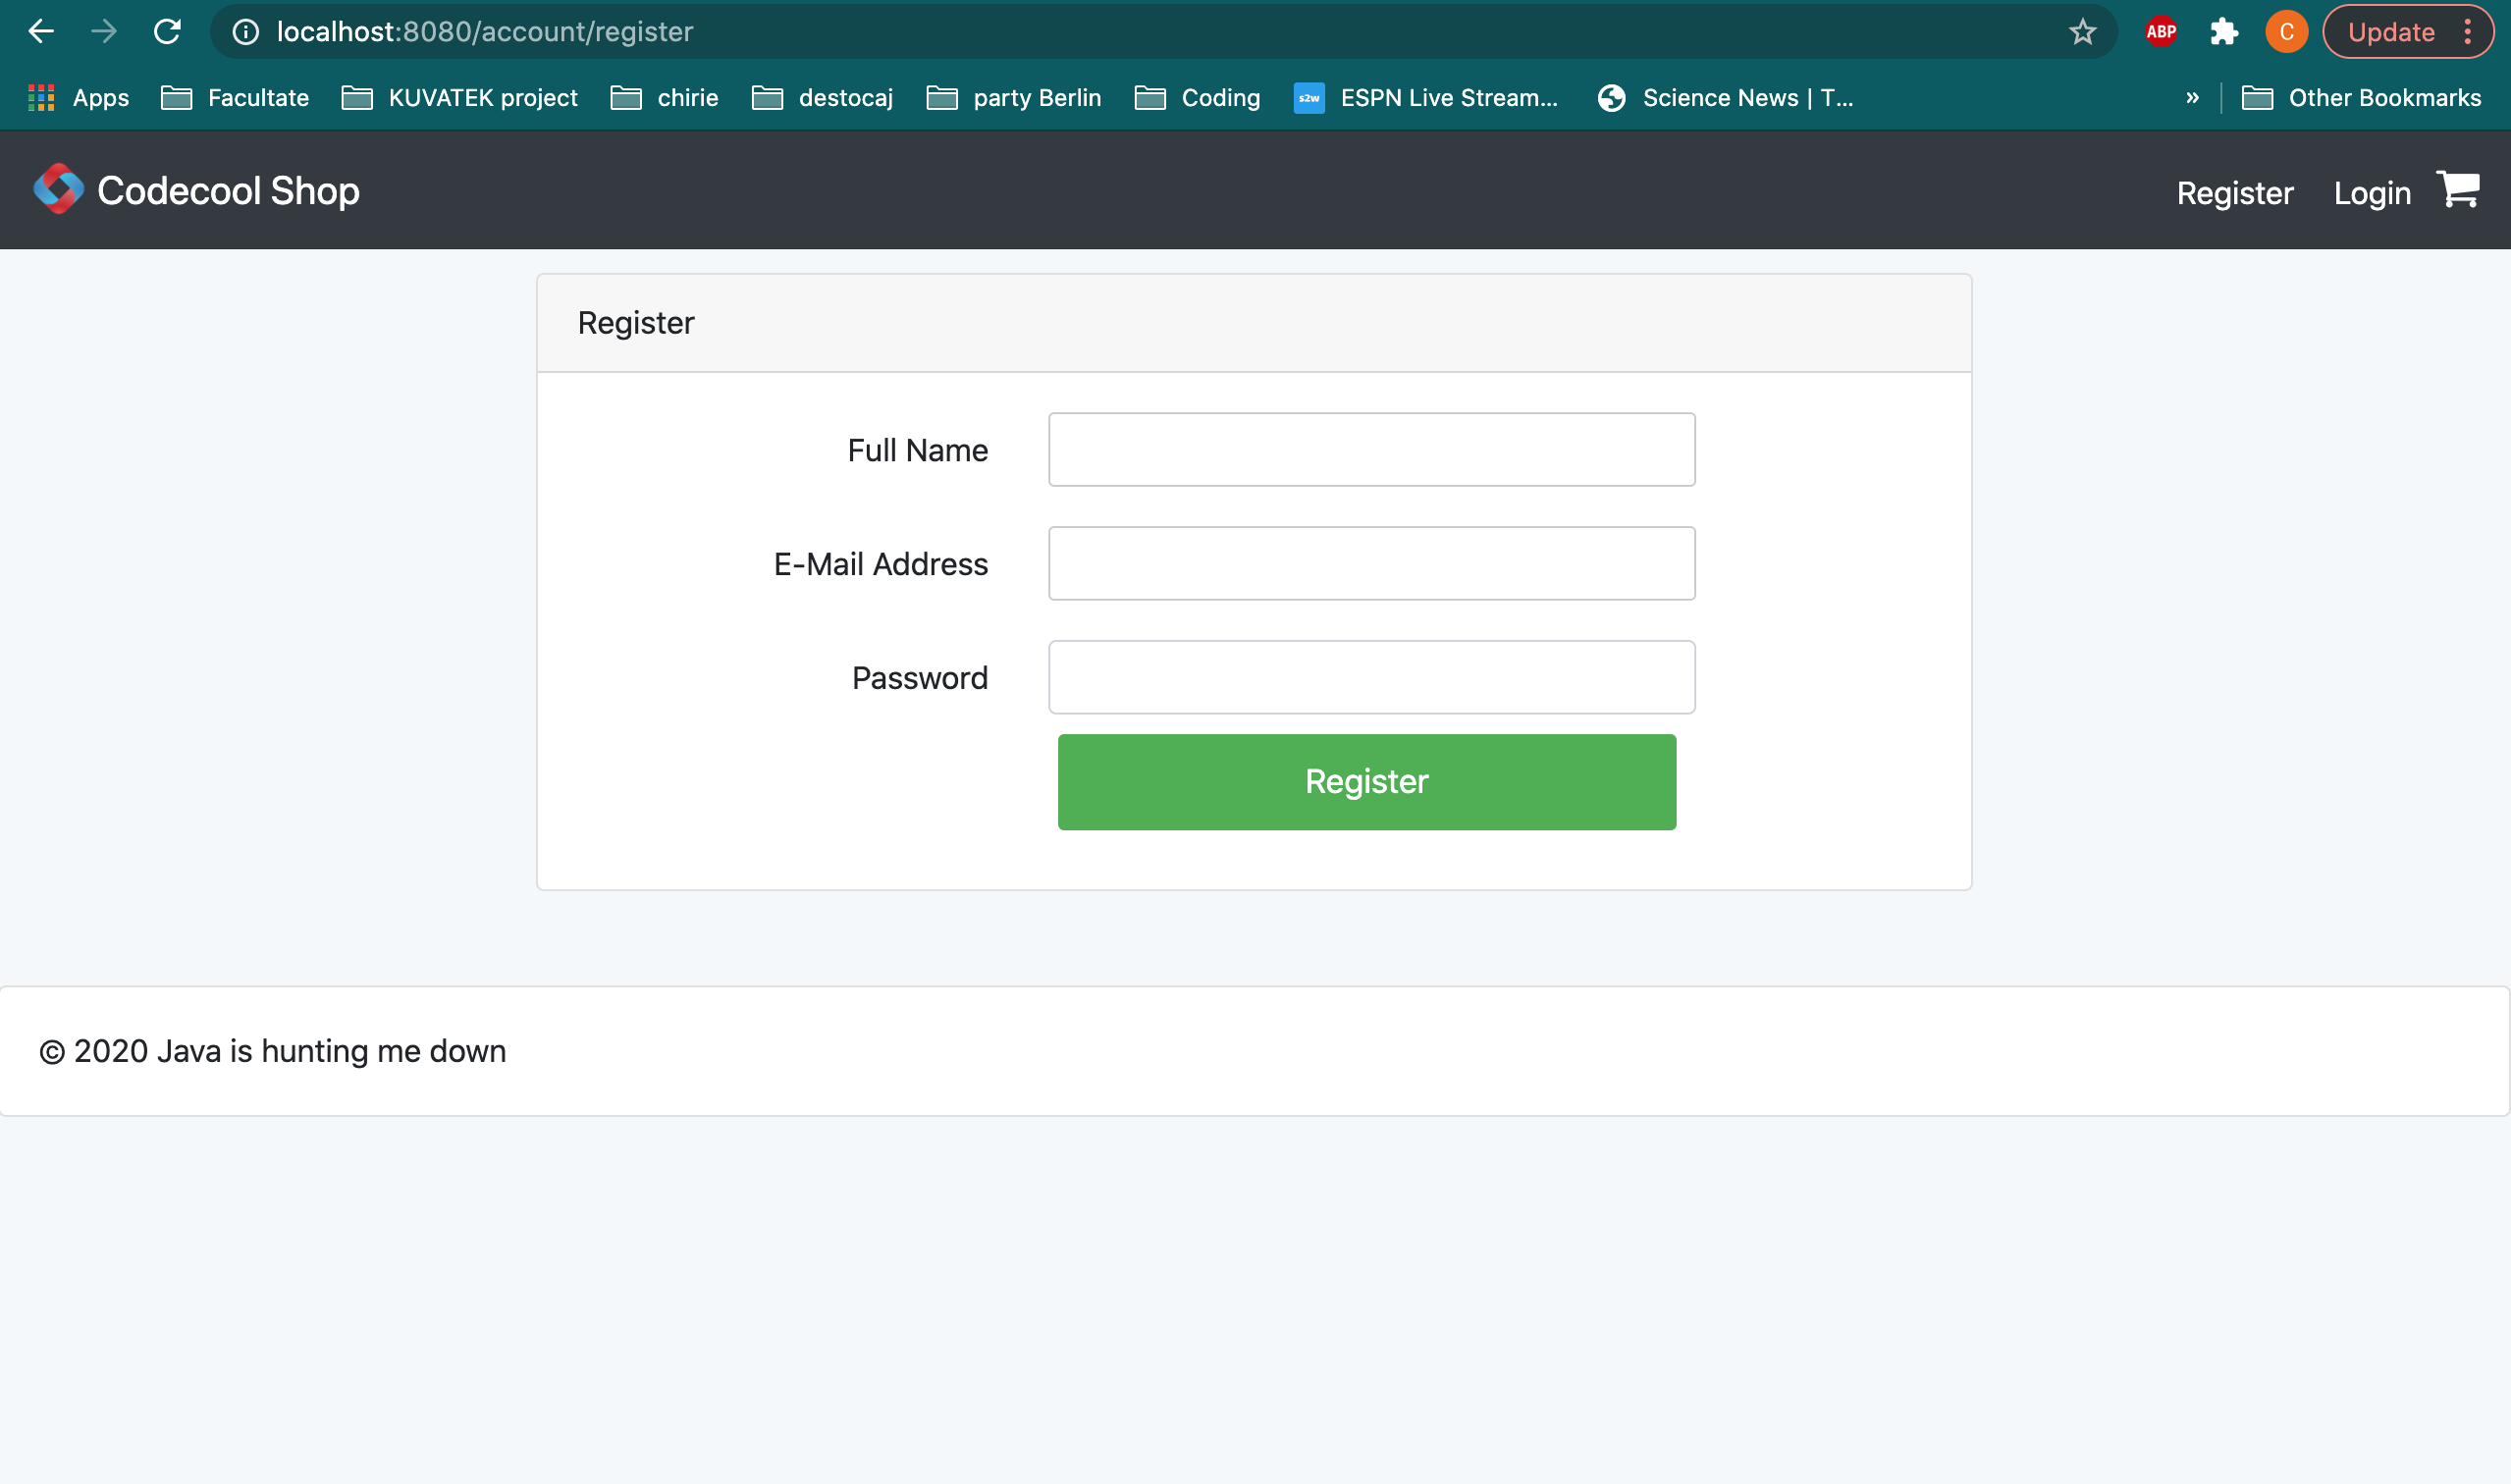 localhost:8080/account/register
ABP
C
Update
Apps
Facultate
KUVATEK project
chirie
destocaj
party Berlin
Coding
s2w
ESPN Live Stream...
Science News | T...
»
Other Bookmarks
Codecool Shop
Register
Login
Register
Full Name
E-Mail Address
Password
Register
© 2020 Java is hunting me down